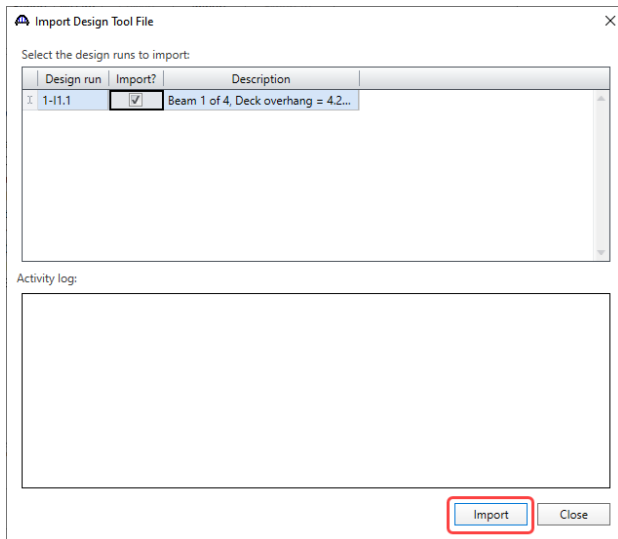 Import Design Tool File
Select the design runs to import:
Design run Import? Description
1-I1.1 Beam 1 of 4, Deck overhang = 4.2...
Activity log:
Import Close